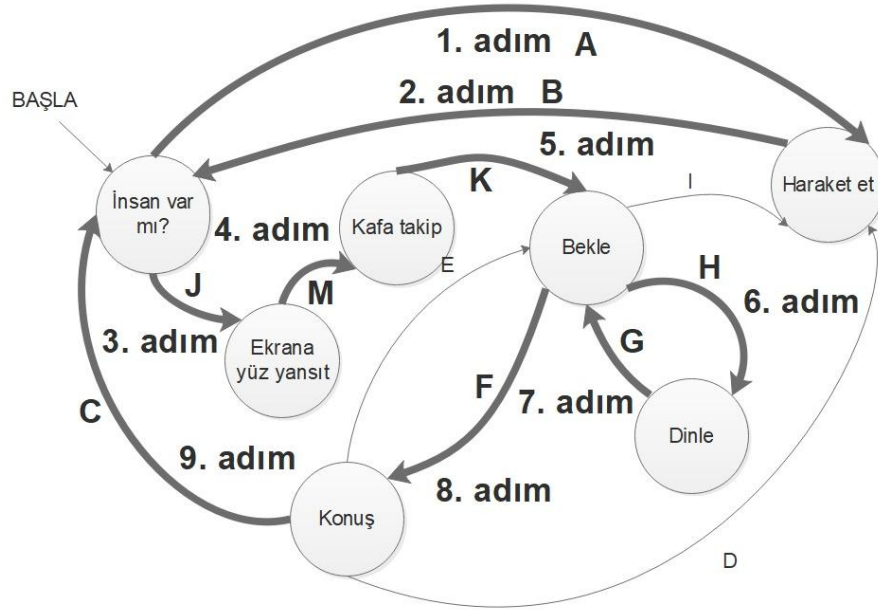 1. adım A
2. adım B
BAŞLA
5. adım
K
I
Haraket et
İnsan var
mı?
4. adım
Kafa takip
E
Bekle
H
J
M
6. adım
3. adım
Ekrana
yüz yansıt
G
F
7. adım
C
Dinle
9. adım
8. adım
Konuş
D